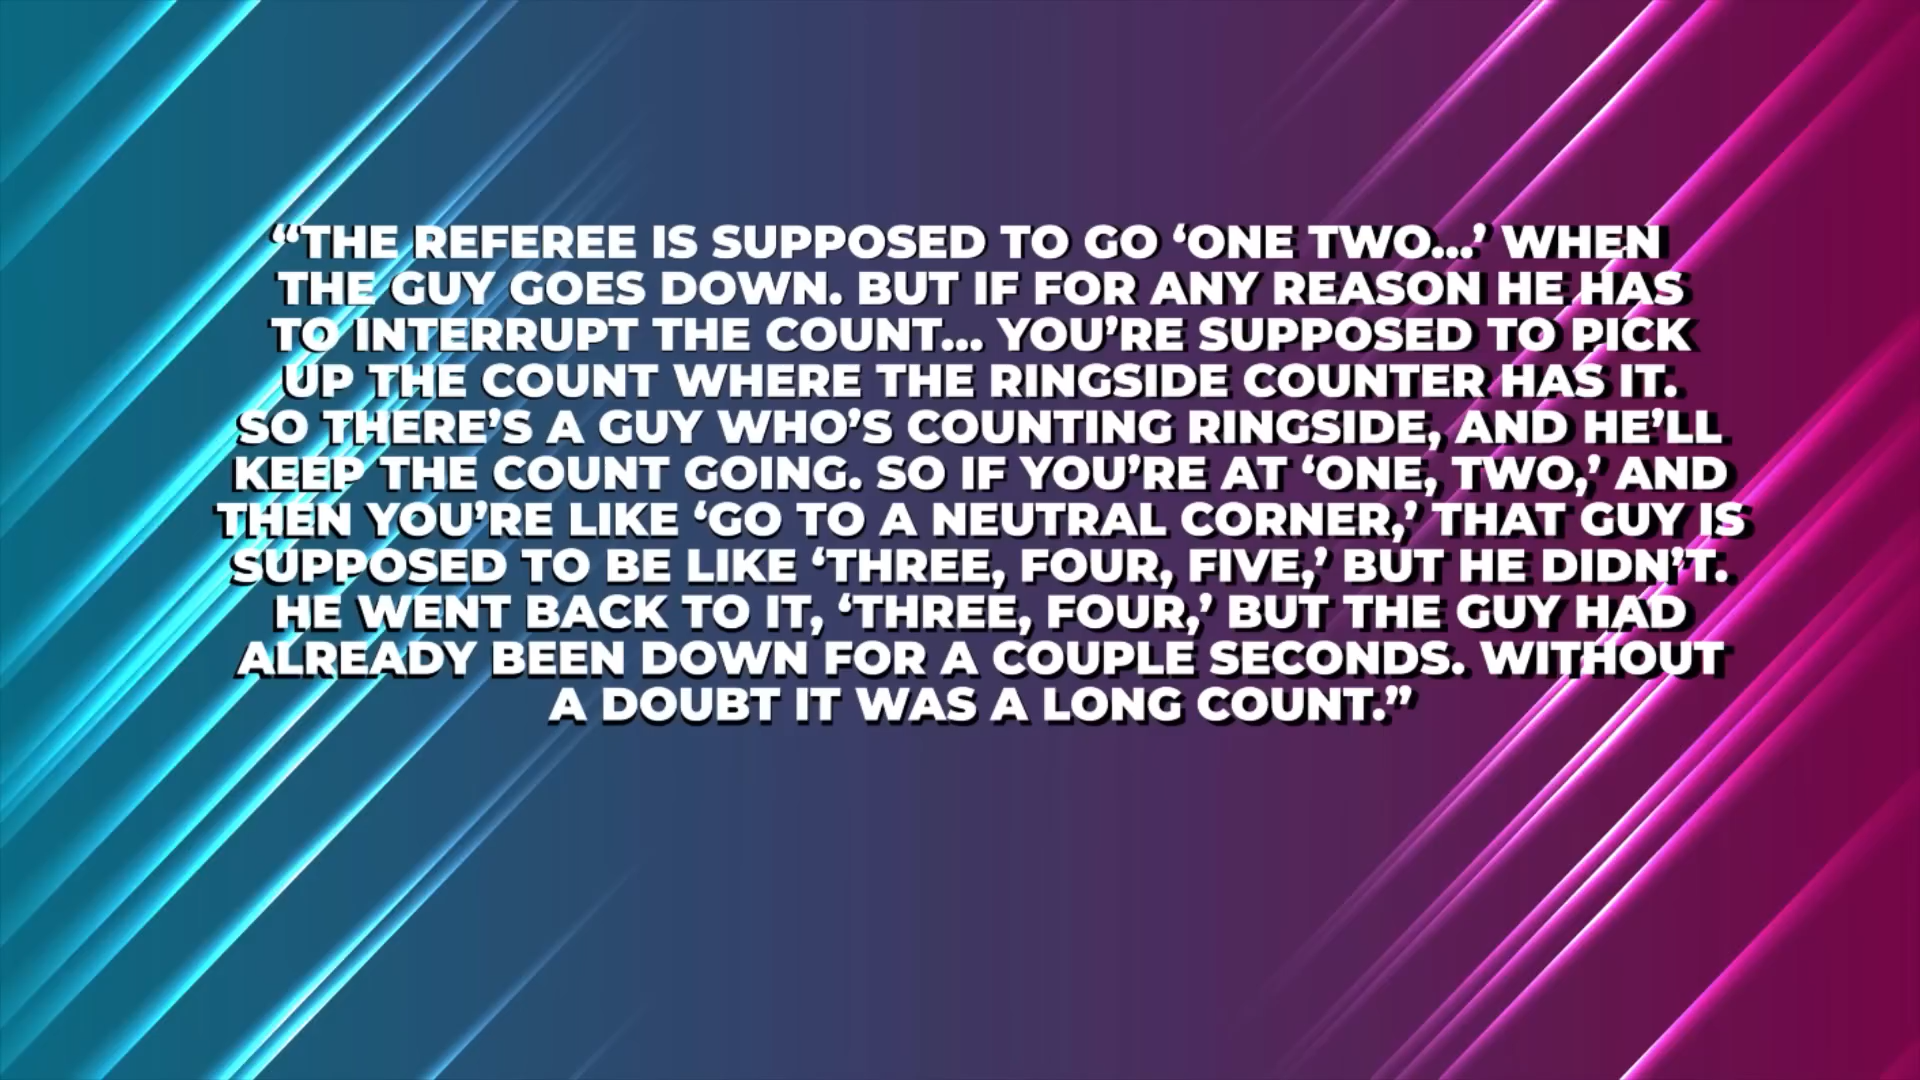 “THE REFEREE IS SUPPOSED TO GO ‘ONE TWO...’ WHEN
THE GUY GOES DOWN. BUT IF FOR ANY REASON HE HAS
TO INTERRUPT THE COUNT... YOU’RE SUPPOSED TO PICK
UP THE COUNT WHERE THE RINGSIDE COUNTER HAS IT.
SO THERE’S A GUY WHO’S COUNTING RINGSIDE, AND HE’LL
KEEP THE COUNT GOING. SO IF YOU’RE AT ‘ONE, TWO,’ AND
THEN YOU’RE LIKE ‘GO TO A NEUTRAL CORNER,’ THAT GUY IS
SUPPOSED TO BE LIKE ‘THREE, FOUR, FIVE,’ BUT HE DIDN’T.
HE WENT BACK TO IT, ‘THREE, FOUR,’ BUT THE GUY HAD
ALREADY BEEN DOWN FOR A COUPLE SECONDS. WITHOUT
A DOUBT IT WAS A LONG COUNT.”